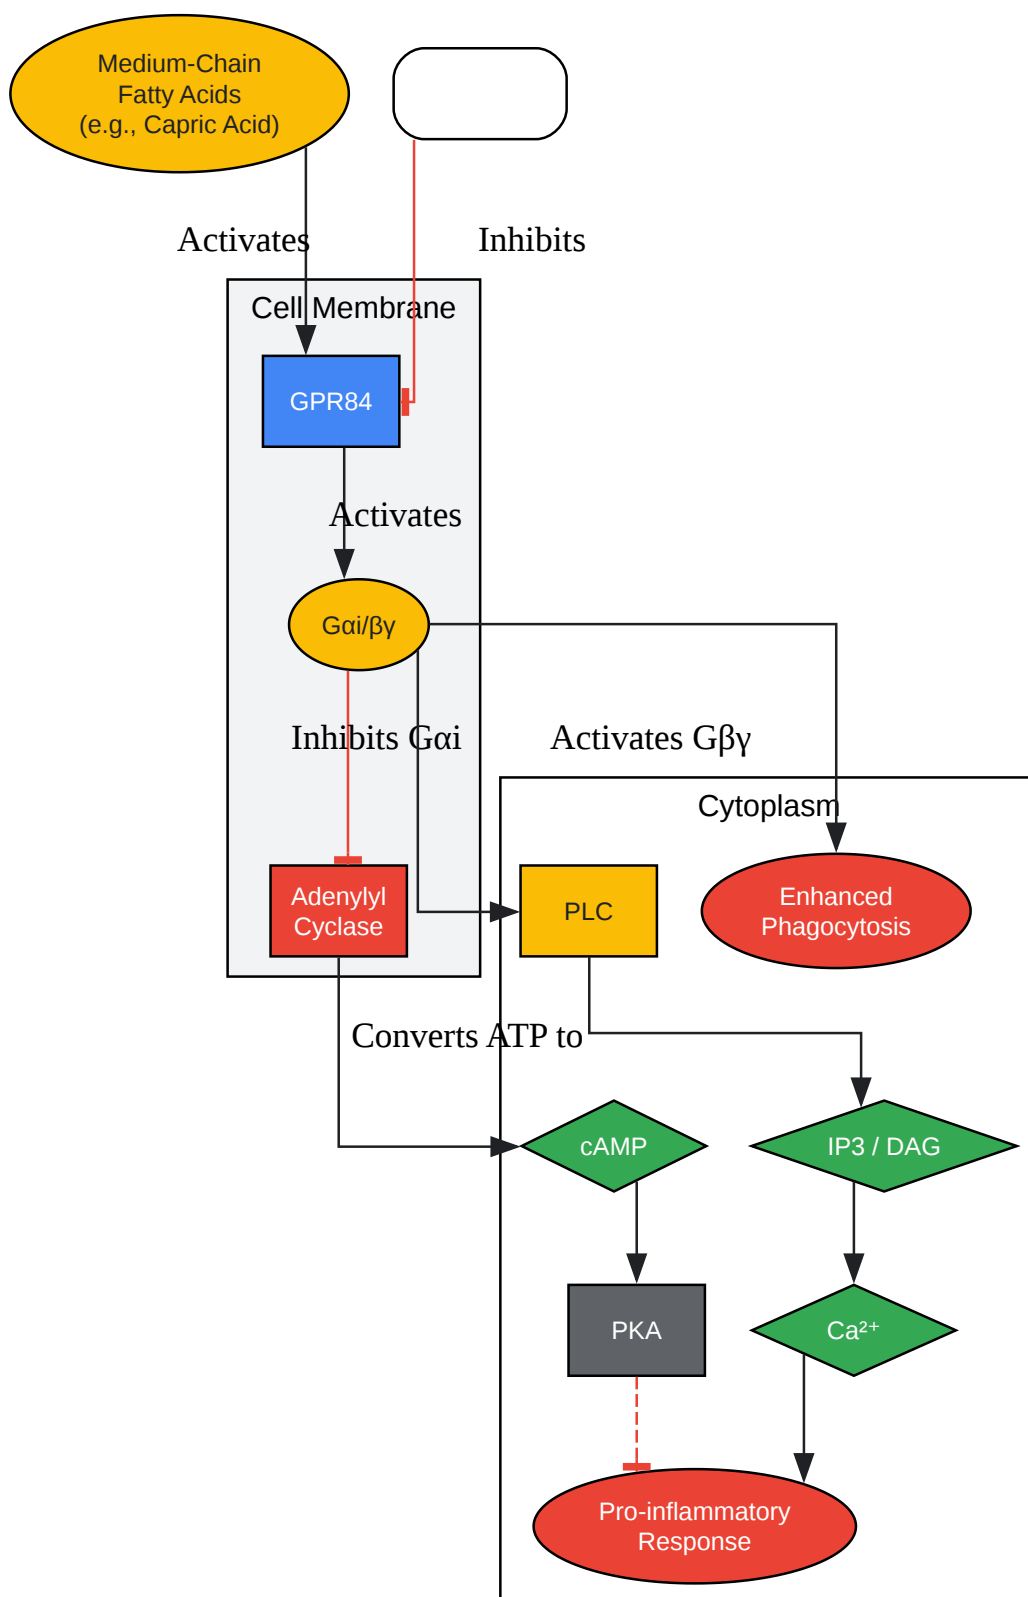 Medium-Chain
Fatty Acids
(e.g., Capric Acid)
Activates
Inhibits
Cell Membrane
GPR84
Activates
Gαi/βγ
Inhibits Gαi
Activates Gβγ
Cytoplasm
Adenylyl
Cyclase
PLC
Enhanced
Phagocytosis
Converts ATP to
cAMP
IP3 / DAG
PKA
Ca²⁺
Pro-inflammatory
Response